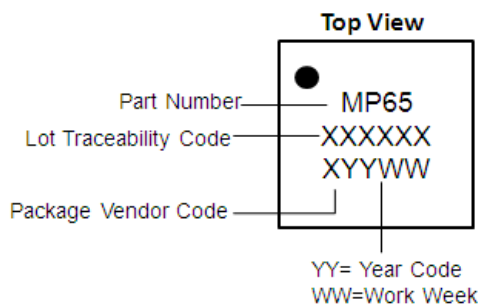 Top View
Part Number
MP65
Lot Traceability Code
XXXXXX
XYYWW
Package Vendor Code
YY= Year Code
WW=Work Week